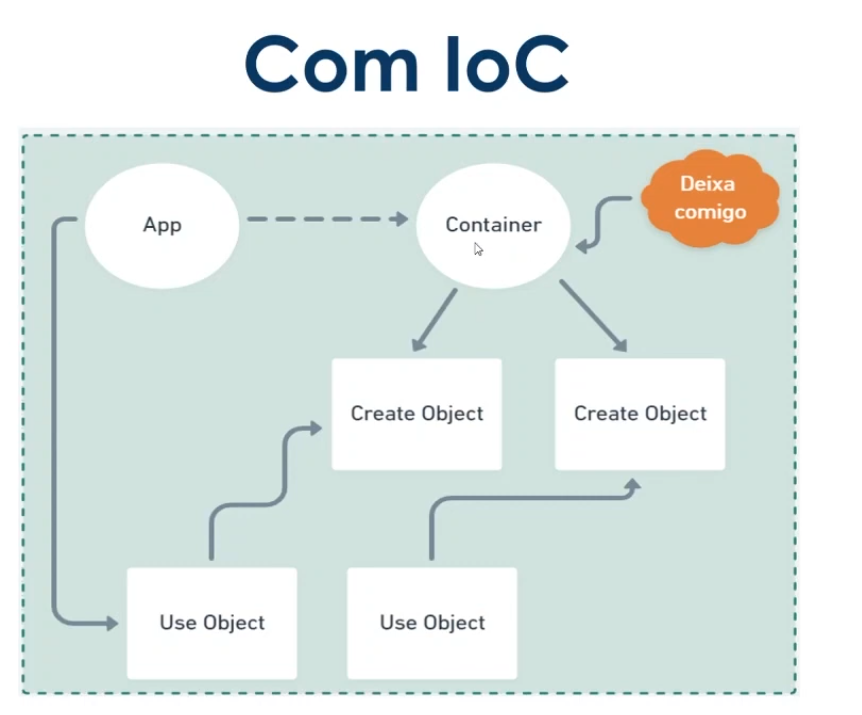 Com IoC
App
Container
Deixa
comigo
Create Object
Create Object
Use Object
Use Object